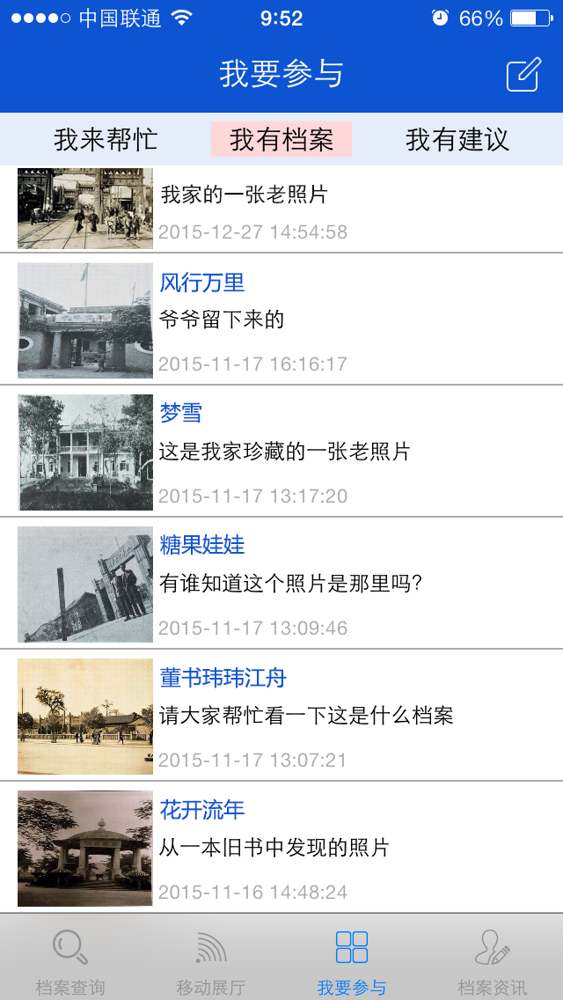 中国联通
9:52
66%
我要参与
我来帮忙
我有档案
我有建议
我家的一张老照片
2015-12-27 14:54:58
风行万里
爷爷留下来的
2015-11-17 16:16:17
梦雪
这是我家珍藏的一张老照片
2015-11-17 13:17:20
糖果娃娃
有谁知道这个照片是那里吗?
2015-11-17 13:09:46
董书玮玮江舟
请大家帮忙看一下这是什么档案
2015-11-17 13:07:21
花开流年
从一本旧书中发现的照片
2015-11-16 14:48:24
档案查询
移动展厅
我要参与
档案资讯